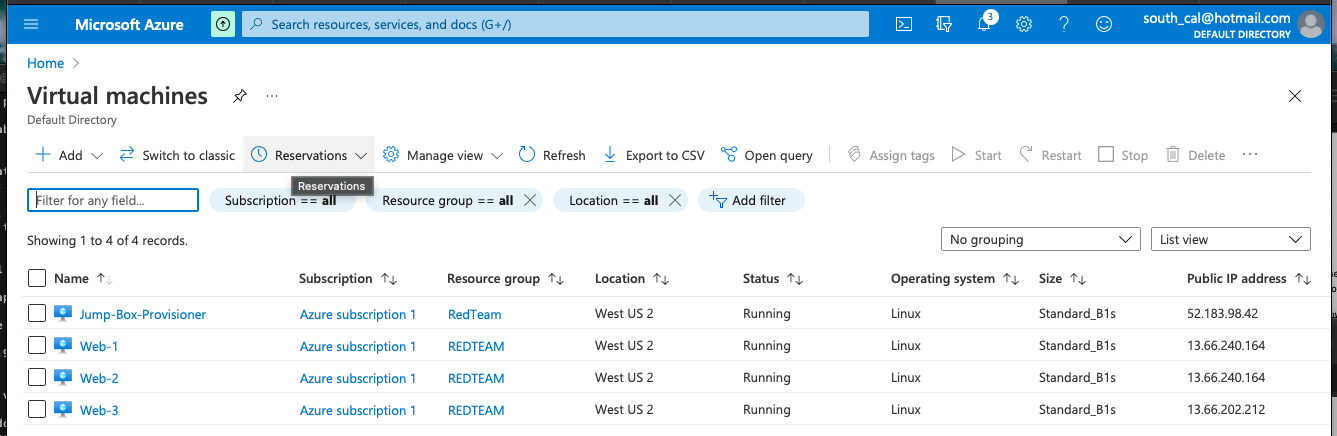 Microsoft Azure Search resources, services, and docs (G+/) 3 south_cal@hotmail.com
DEFAULT DIRECTORY
Home >
Virtual machines ...
Default Directory
+ Add Switch to classic Reservations Manage view Refresh Export to CSV Open query Assign tags Start Restart Stop Delete ...
Reservations
Filter for any field... Subscription == all Resource group == all Location == all Add filter
Showing 1 to 4 of 4 records.
No grouping List view
Name Subscription Resource group Location Status Operating system Size Public IP address
Jump-Box-Provisioner Azure subscription 1 RedTeam West US 2 Running Linux Standard_B1s 52.183.98.42
Web-1 Azure subscription 1 REDTEAM West US 2 Running Linux Standard_B1s 13.66.240.164
Web-2 Azure subscription 1 REDTEAM West US 2 Running Linux Standard_B1s 13.66.240.164
Web-3 Azure subscription 1 REDTEAM West US 2 Running Linux Standard_B1s 13.66.202.212